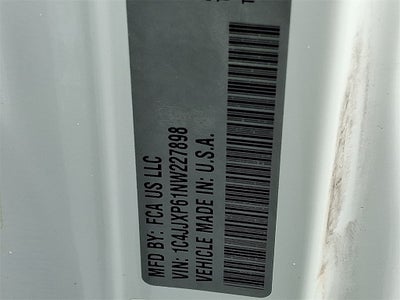 MFD BY: FCA US LLC
VIN: 1C4JJXP61NW227898
VEHICLE MADE IN: U.S.A.